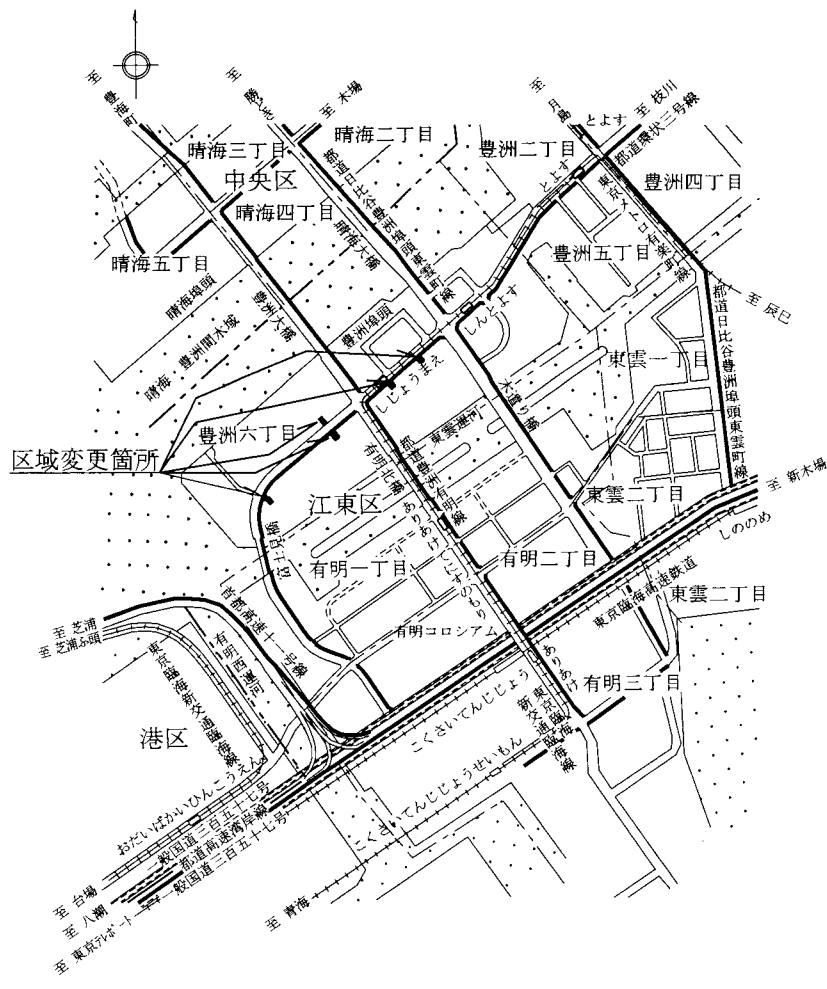 至 豊海町
至 勝どき
至 木場
至 月島
とよす
至 枝川
都道環状三号線
晴海三丁目
晴海二丁目
豊洲二丁目
とよす
中央区
都道日比谷豊洲埠頭東雲町線
東京メトロ有楽町線
豊洲四丁目
晴海四丁目
晴海大橋
晴海五丁目
豊洲五丁目
晴海埠頭
豊洲大橋
豊洲埠頭
しんとよす
至 辰巳
都道日比谷豊洲埠頭東雲町線
晴海・豊洲間水域
東雲一丁目
しじょうまえ
木遣り橋
豊洲六丁目
東雲運河
区域変更箇所
有明北橋
都道豊洲有明線
江東区
東雲二丁目
至 新木場
しののめ
富士見橋
ありあけてにすのもり
有明一丁目
有明二丁目
首都高速十号線
東京臨海高速鉄道
東雲二丁目
至 芝浦
至 芝浦ふ頭
有明コロシアム
有明西運河
東京臨海新交通臨海線
ありあけ
有明三丁目
港区
こくさいてんじじょう
東京臨海新交通臨海線
おだいばかいひんこうえん
こくさいてんじじょうせいもん
一般国道三百五十七号
都道高速湾岸線
一般国道三百五十七号
至 台場
至 八潮
至 東京テレポート
至 青海